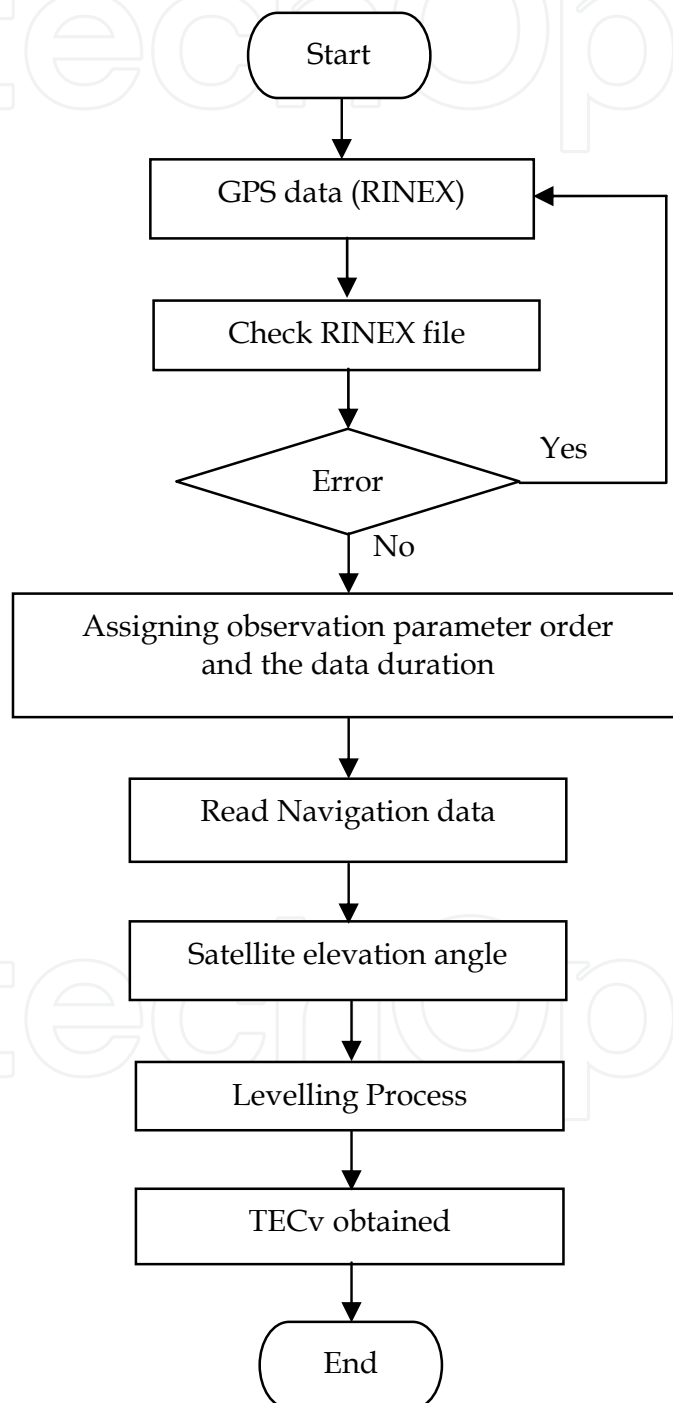 Start
GPS data (RINEX)
Check RINEX file
Error
Yes
No
Assigning observation parameter order
and the data duration
Read Navigation data
Satellite elevation angle
Levelling Process
TECv obtained
End